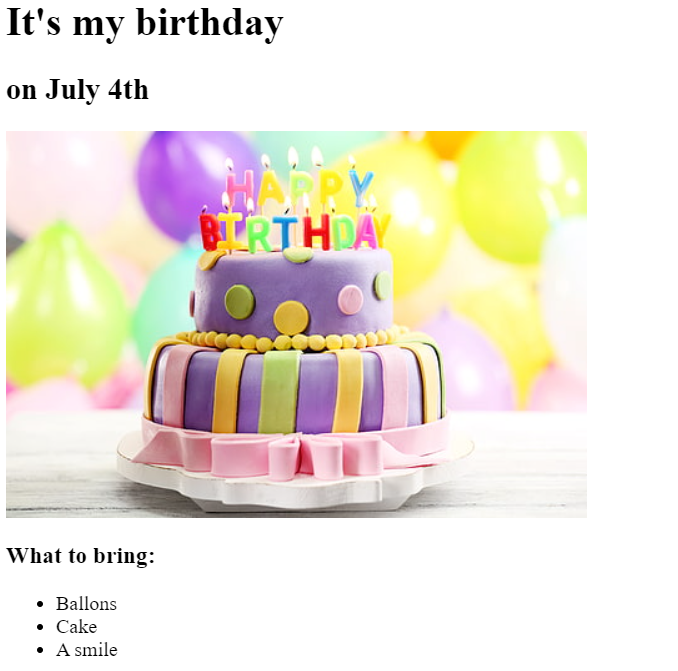 It's my birthday
on July 4th
HAPPY
BIRTHDAY
What to bring:
Ballons
Cake
A smile